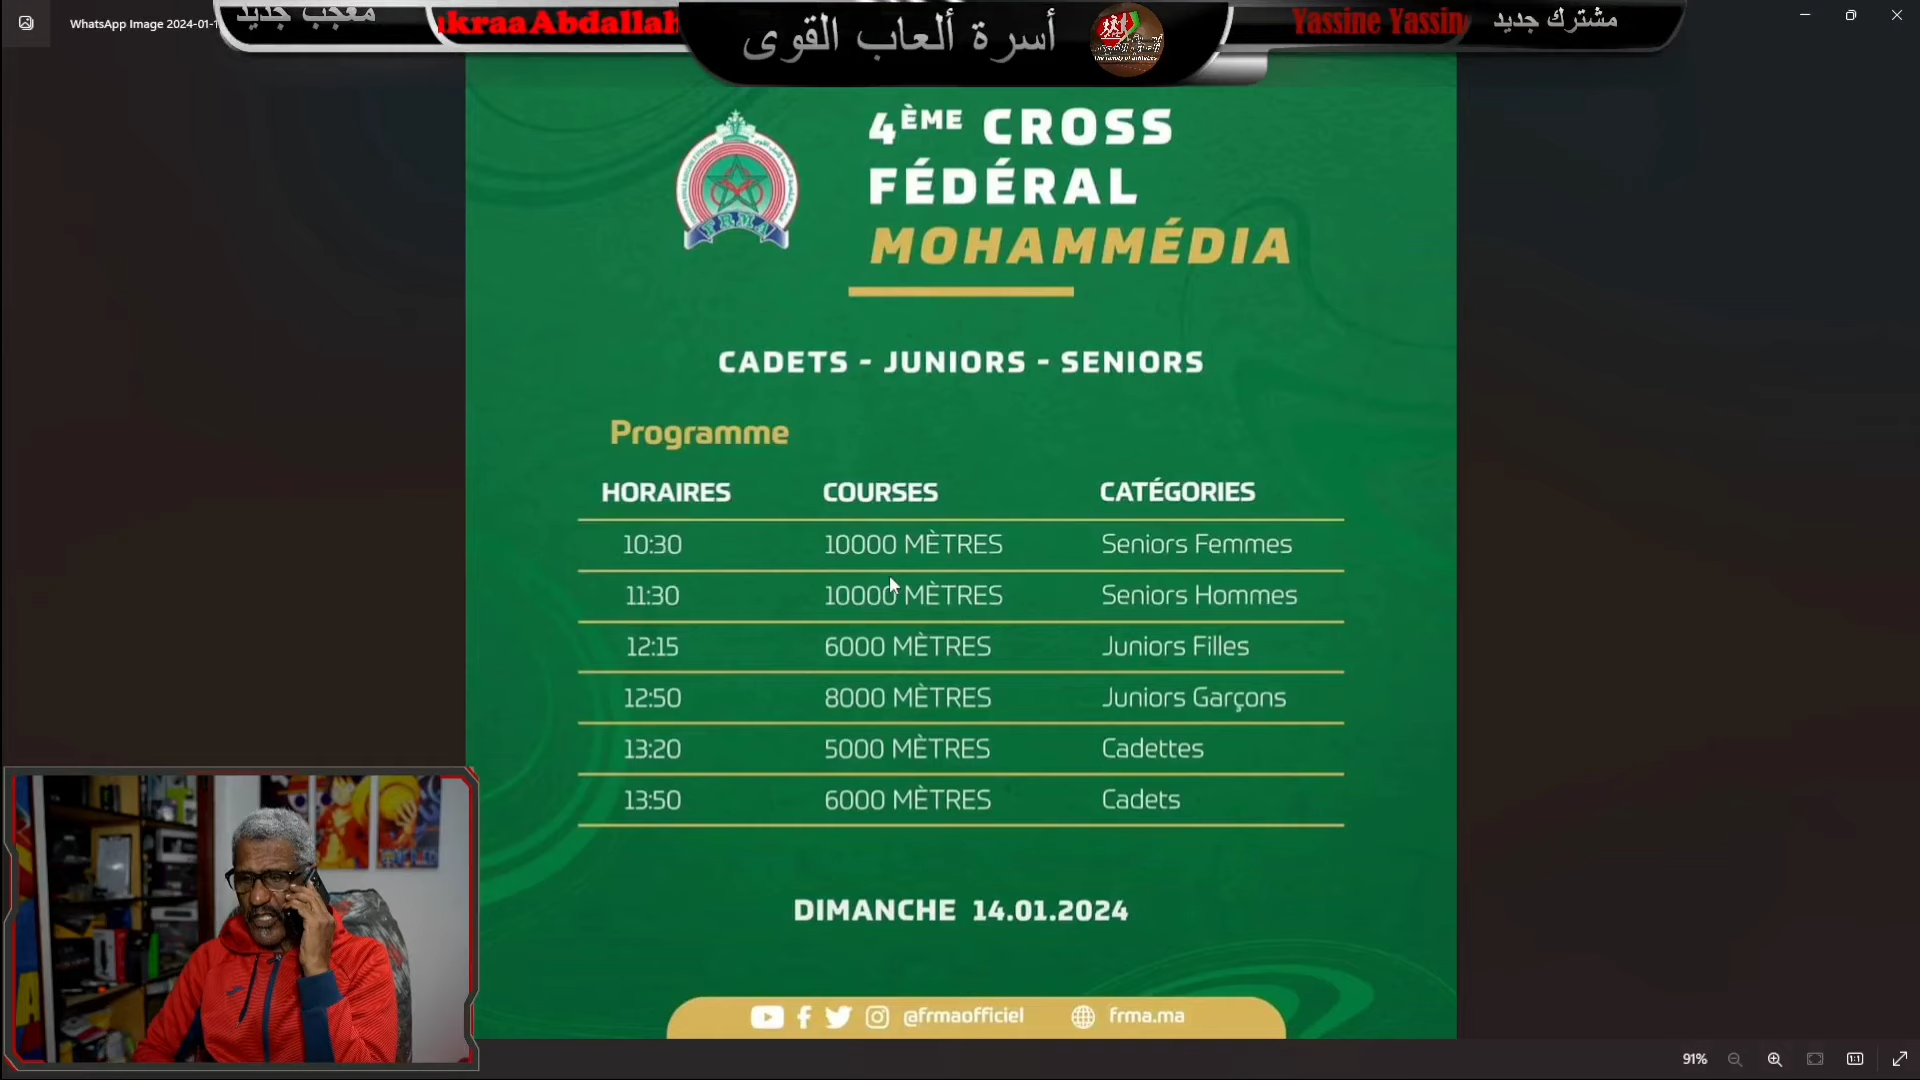 WhatsApp Image 2024-01-1
معجب جديد
kraaAbdallah
أسرة ألعاب القوى
Yassine Yassin
مشترك جديد
4ÈME CROSS
FÉDÉRAL
MOHAMMÉDIA
FRMA
CADETS - JUNIORS - SENIORS
Programme
HORAIRES COURSES CATÉGORIES
10:30 10000 MÈTRES Seniors Femmes
11:30 10000 MÈTRES Seniors Hommes
12:15 6000 MÈTRES Juniors Filles
12:50 8000 MÈTRES Juniors Garçons
13:20 5000 MÈTRES Cadettes
13:50 6000 MÈTRES Cadets
DIMANCHE 14.01.2024
@frmaofficiel frma.ma
91%